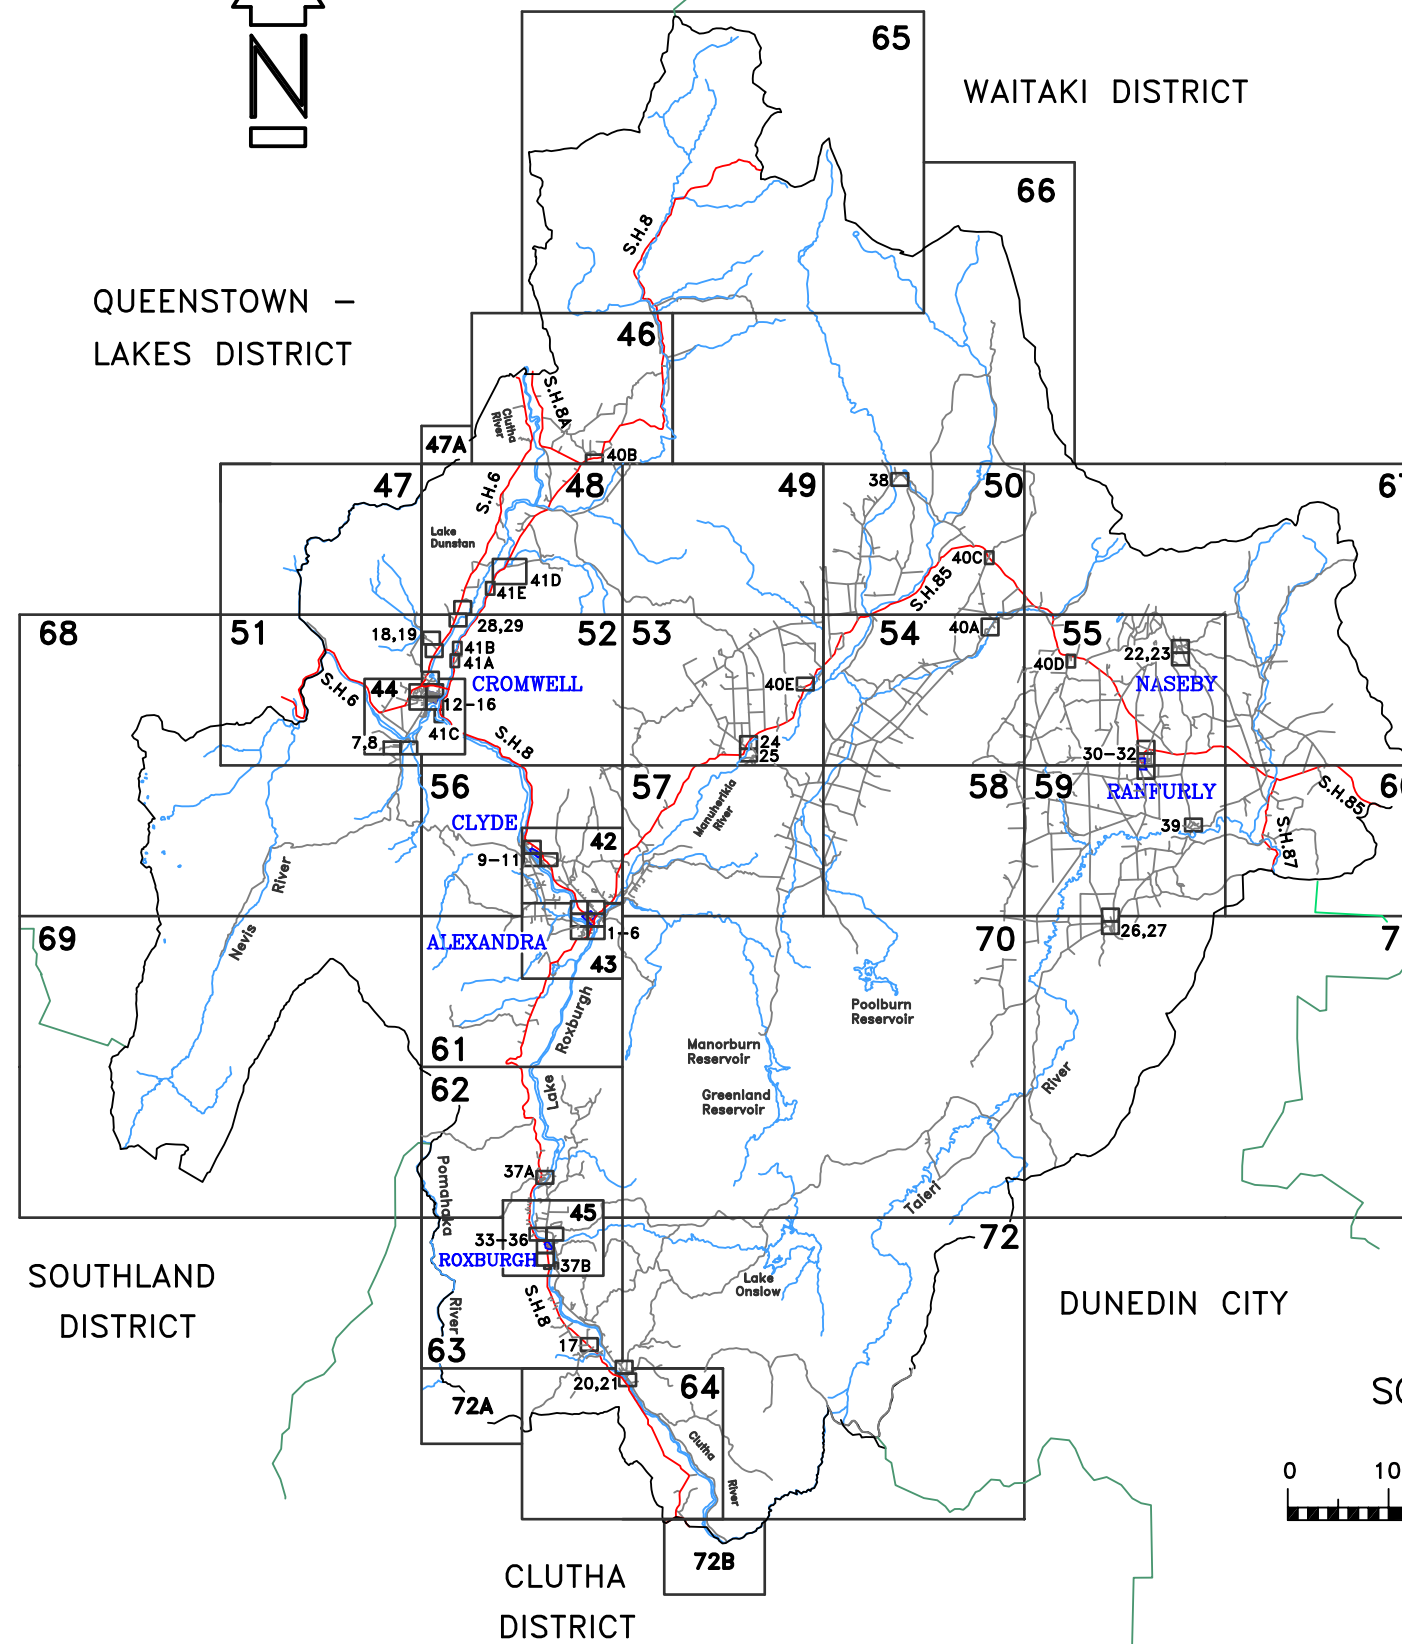 N
65
WAITAKI DISTRICT
66
S.H.8
QUEENSTOWN –
LAKES DISTRICT
46
S.H.8A
Clutha
River
47A
40B
47
S.H.6
48
49
38
50
Lake
Dunstan
40C
41D
41E
S.H.85
68
51
18,19
28,29
52
53
54
40A
55
41B
41A
22,23
40D
S.H.6
44
CROMWELL
40E
NASEBY
12–16
41C
7,8
S.H.8
24
25
30–32
56
57
58
59
RANFURLY
S.H.85
CLYDE
Manuherikia
River
39
42
9–11
S.H.87
River
Nevis
69
ALEXANDRA
1–6
70
26,27
43
Roxburgh
Poolburn
Reservoir
61
Manorburn
Reservoir
62
Lake
Greenland
Reservoir
River
Pomahaka
37A
Taieri
45
33–36
72
ROXBURGH
37B
SOUTHLAND
DISTRICT
Lake
Onslow
River
S.H.8
DUNEDIN CITY
17
63
20,21
64
72A
Clutha
River
0
10
72B
CLUTHA
DISTRICT